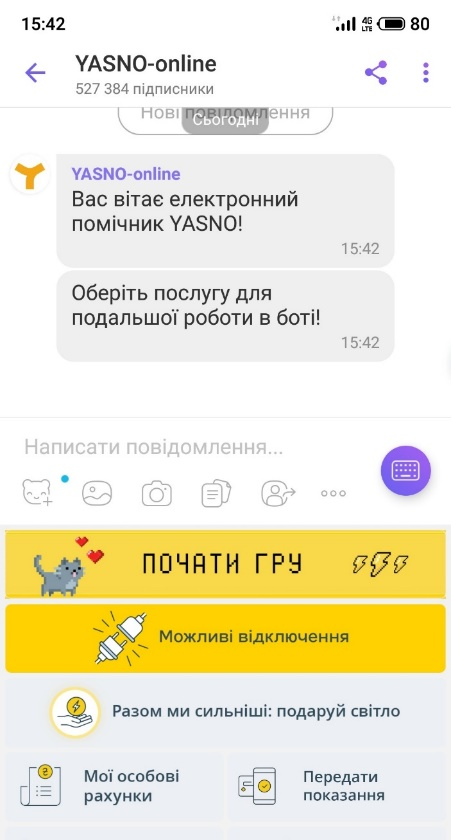 15:42
4G
LTE
80
YASNO-online
527 384 підписники
Нові повідомлення
Сьогодні
YASNO-online
Вас вітає електронний
помічник YASNO!
15:42
Оберіть послугу для
подальшої роботи в боті!
15:42
Написати повідомлення...
ПОЧАТИ ГРУ
Можливі відключення
Разом ми сильніші: подаруй світло
Мої особові
рахунки
Передати
показання